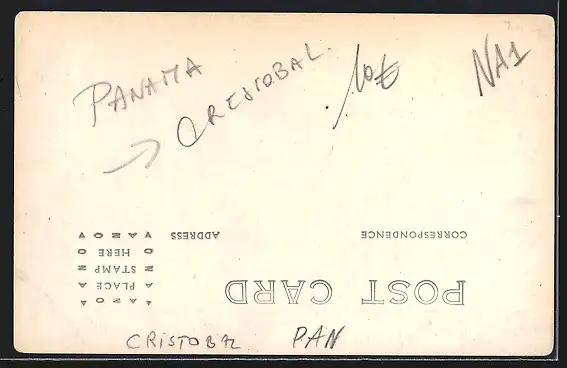 PANAMA
→ CRISTOBAL.
10€
NA1
ADDRESS
CORRESPONDENCE
PLACE
STAMP
HERE
POST CARD
CRISTOBAL PAN